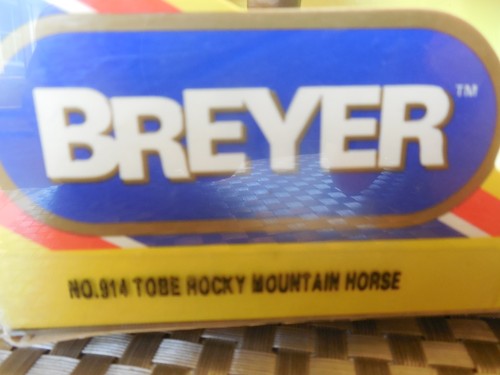 BREYER™
NO.914 TOBE ROCKY MOUNTAIN HORSE